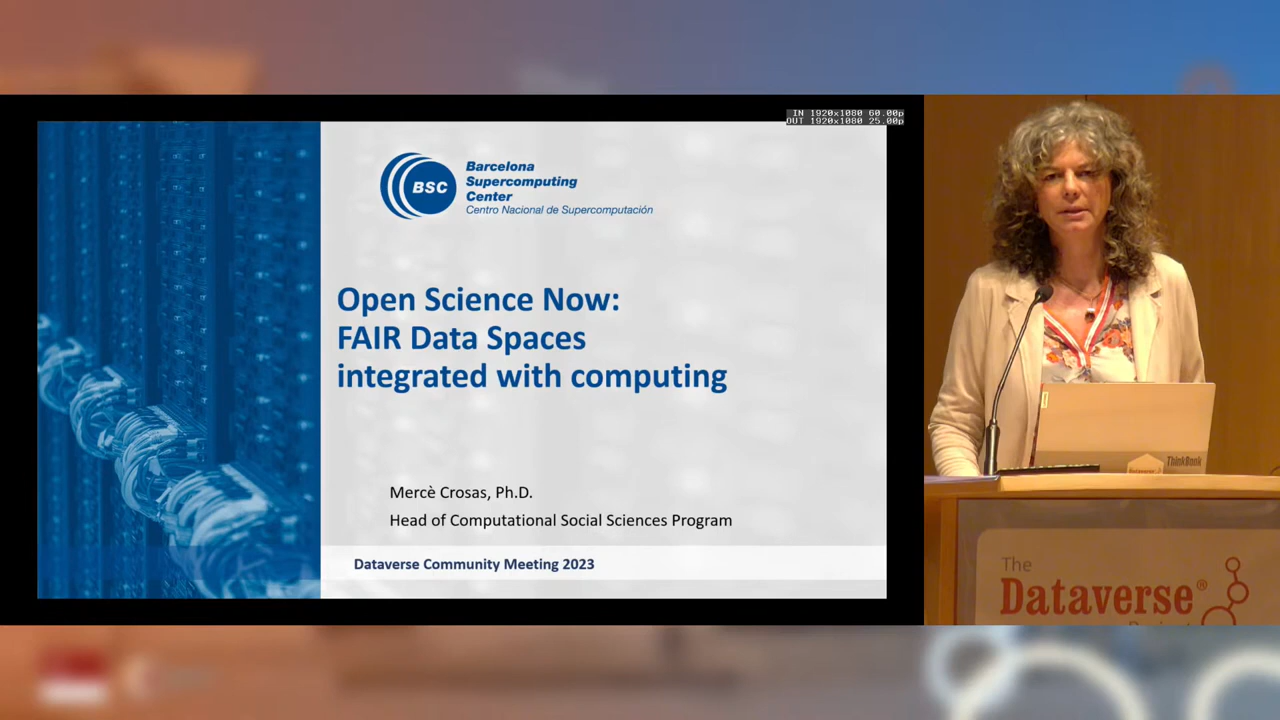 IN 1920x1080 60.00p
OUT 1920x1080 25.00p
BSC
Barcelona
Supercomputing
Center
Centro Nacional de Supercomputación
Open Science Now:
FAIR Data Spaces
integrated with computing
Mercè Crosas, Ph.D.
Head of Computational Social Sciences Program
Dataverse Community Meeting 2023
ThinkBook
The
Dataverse®